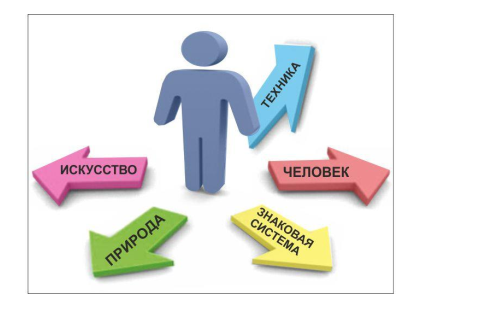 ТЕХНИКА
ИСКУССТВО
ЧЕЛОВЕК
ПРИРОДА
ЗНАКОВАЯ
СИСТЕМА